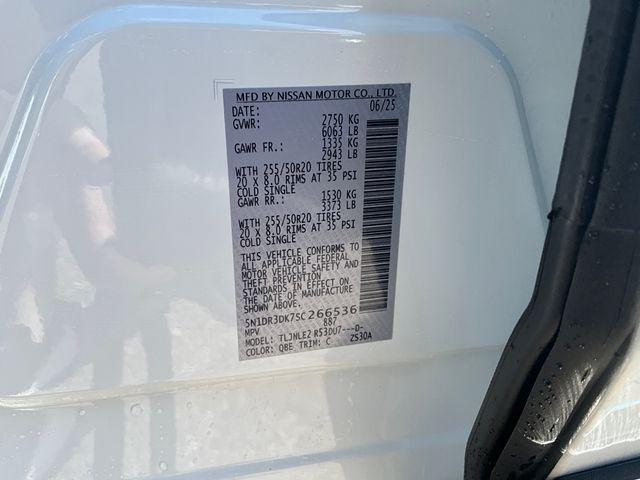 MFD BY NISSAN MOTOR CO., LTD.
DATE: 06/25
GVWR: 2750 KG
6063 LB
GAWR FR.: 1335 KG
2943 LB
WITH 255/50R20 TIRES
20 X 8.0 RIMS AT 35 PSI
COLD SINGLE
GAWR RR.: 1530 KG
3373 LB
WITH 255/50R20 TIRES
20 X 8.0 RIMS AT 35 PSI
COLD SINGLE
THIS VEHICLE CONFORMS TO
ALL APPLICABLE FEDERAL
MOTOR VEHICLE SAFETY AND
THEFT PREVENTION
STANDARDS IN EFFECT ON
THE DATE OF MANUFACTURE
SHOWN ABOVE.
5N1DR3DK7SC266536
MPV 887
MODEL: TLJNLE2 R53DU7---D-
COLOR: QBE TRIM: C ZS30A